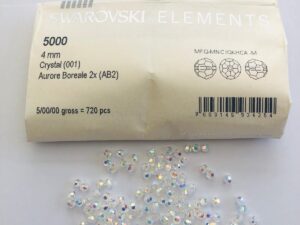 SWAROVSKI ELEMENTS
5000
4 mm
Crystal (001)
Aurore Boreale 2x (AB2)
5/00/00 gross = 720 pcs